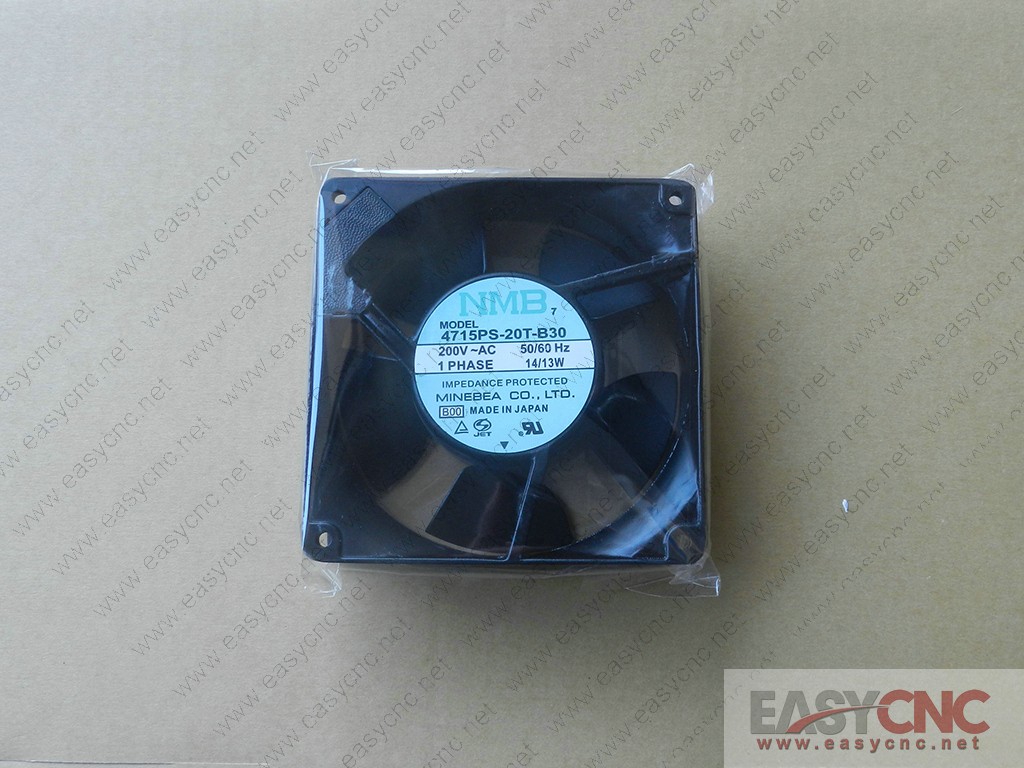 NMB 7
MODEL
4715PS-20T-B30
200V ~AC 50/60 Hz
1 PHASE 14/13W
IMPEDANCE PROTECTED
MINEBEA CO., LTD.
B00 MADE IN JAPAN
JET
EASYCNC
www.easycnc.net